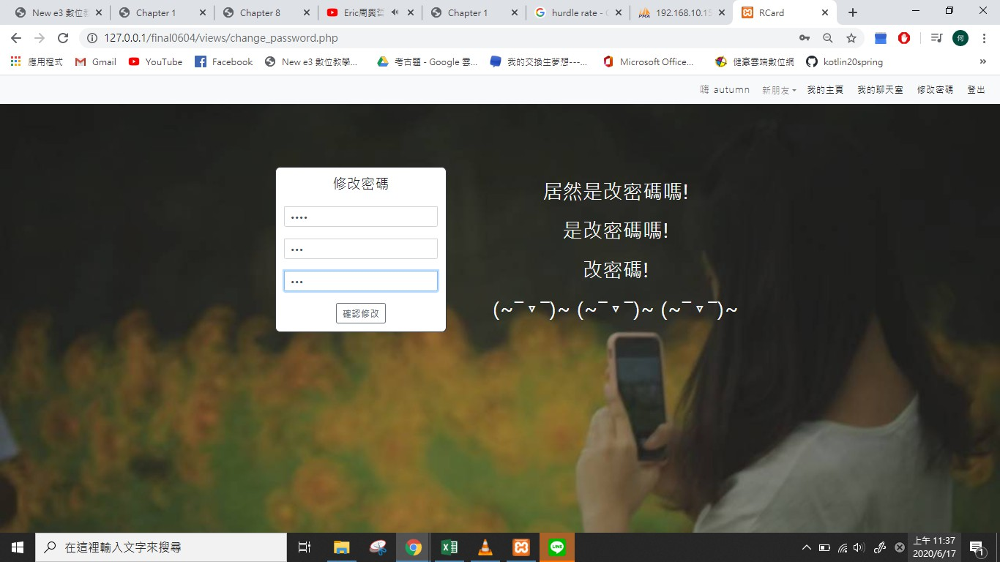 New e3 數位教
Chapter 1
Chapter 8
Eric周興哲
Chapter 1
hurdle rate - G
192.168.10.15
RCard
127.0.0.1/final0604/views/change_password.php
何
應用程式
Gmail
YouTube
Facebook
New e3 數位教學...
考古題 - Google 雲...
我的交換生夢想---...
Microsoft Office...
健豪雲端數位網
kotlin20spring
»
嗨 autumn
新朋友
我的主頁
我的聊天室
修改密碼
登出
修改密碼
••••
•••
•••
確認修改
居然是改密碼嗎!
是改密碼嗎!
改密碼!
(~¯▿¯)~ (~¯▿¯)~ (~¯▿¯)~
在這裡輸入文字來搜尋
LINE
上午 11:37
2020/6/17
1